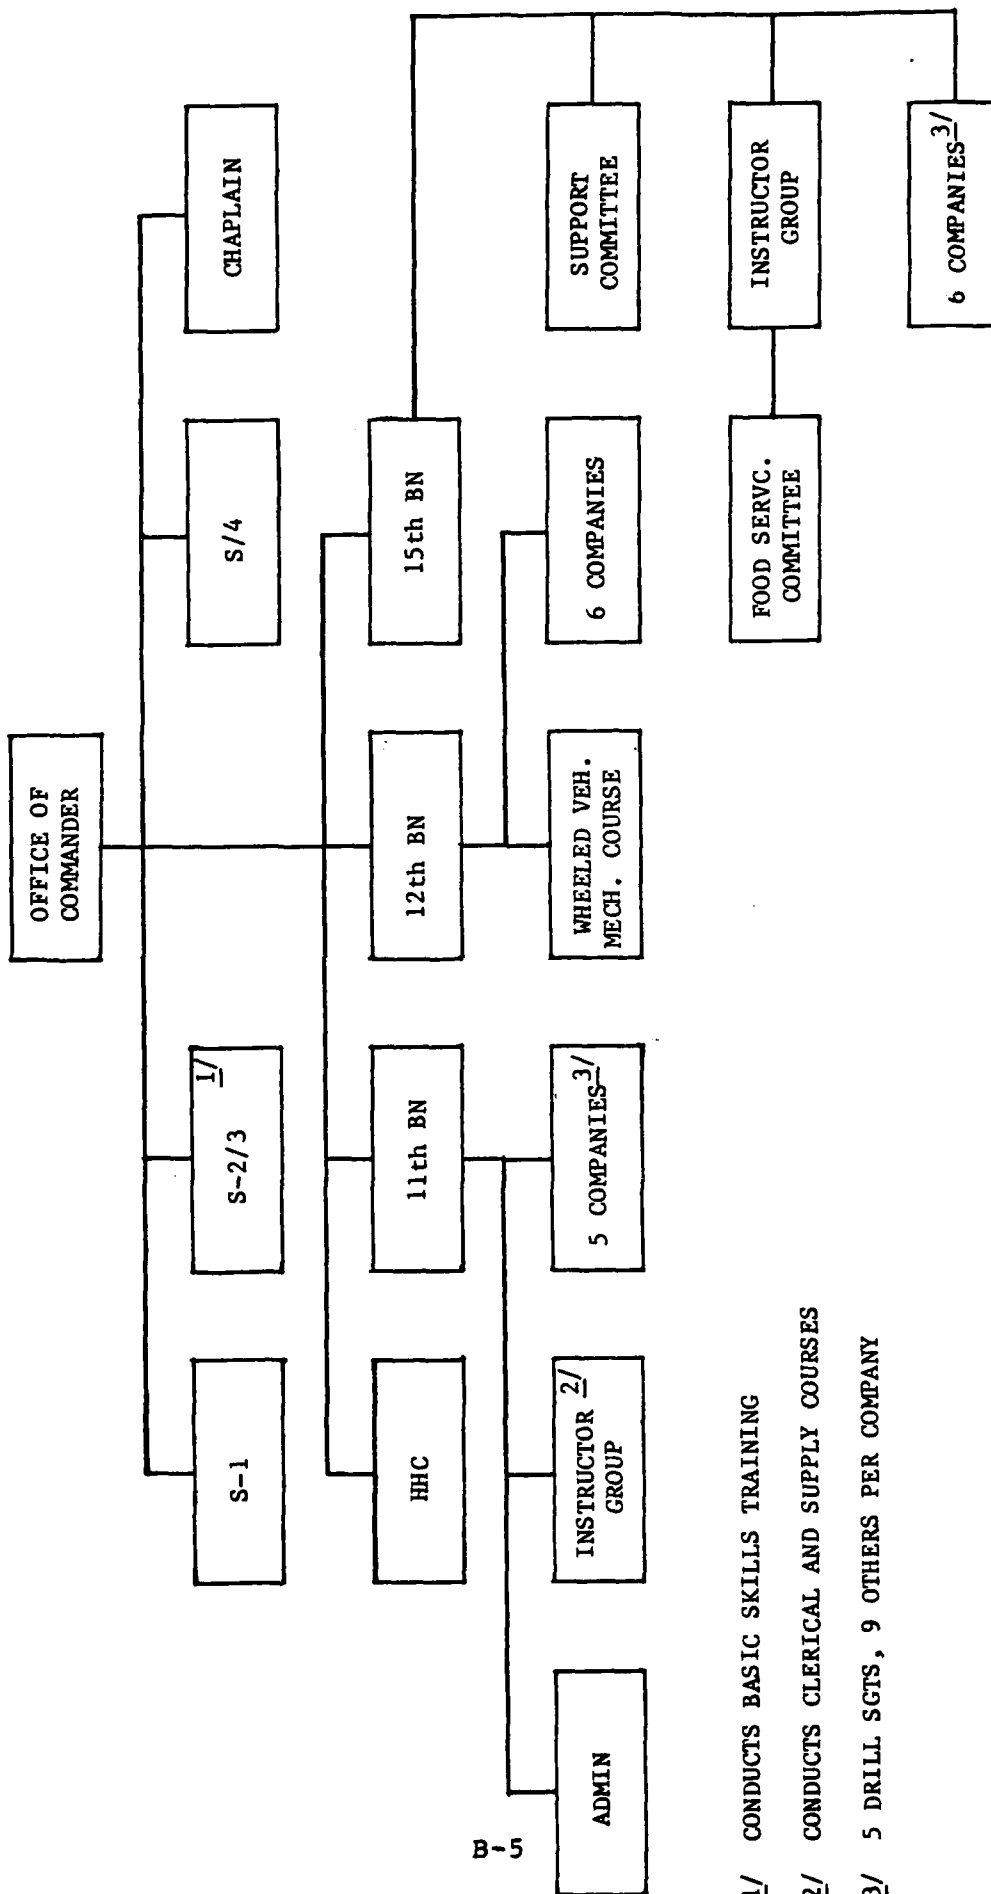 OFFICE OF
COMMANDER
S-1
S-2/3 1/
S/4
CHAPLAIN
HHC
11th BN
12th BN
15th BN
ADMIN
INSTRUCTOR 2/
GROUP
5 COMPANIES 3/
WHEELED VEH.
MECH. COURSE
6 COMPANIES
SUPPORT
COMMITTEE
FOOD SERVC.
COMMITTEE
INSTRUCTOR
GROUP
6 COMPANIES 3/
1/ CONDUCTS BASIC SKILLS TRAINING
2/ CONDUCTS CLERICAL AND SUPPLY COURSES
3/ 5 DRILL SGTS, 9 OTHERS PER COMPANY
B-5